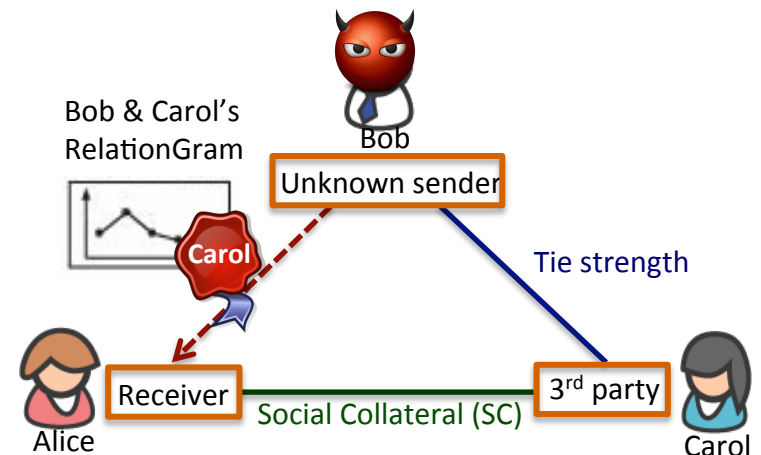 Bob & Carol's
RelationGram
Bob
Unknown sender
Carol
Tie strength
Receiver
3rd party
Social Collateral (SC)
Alice
Carol